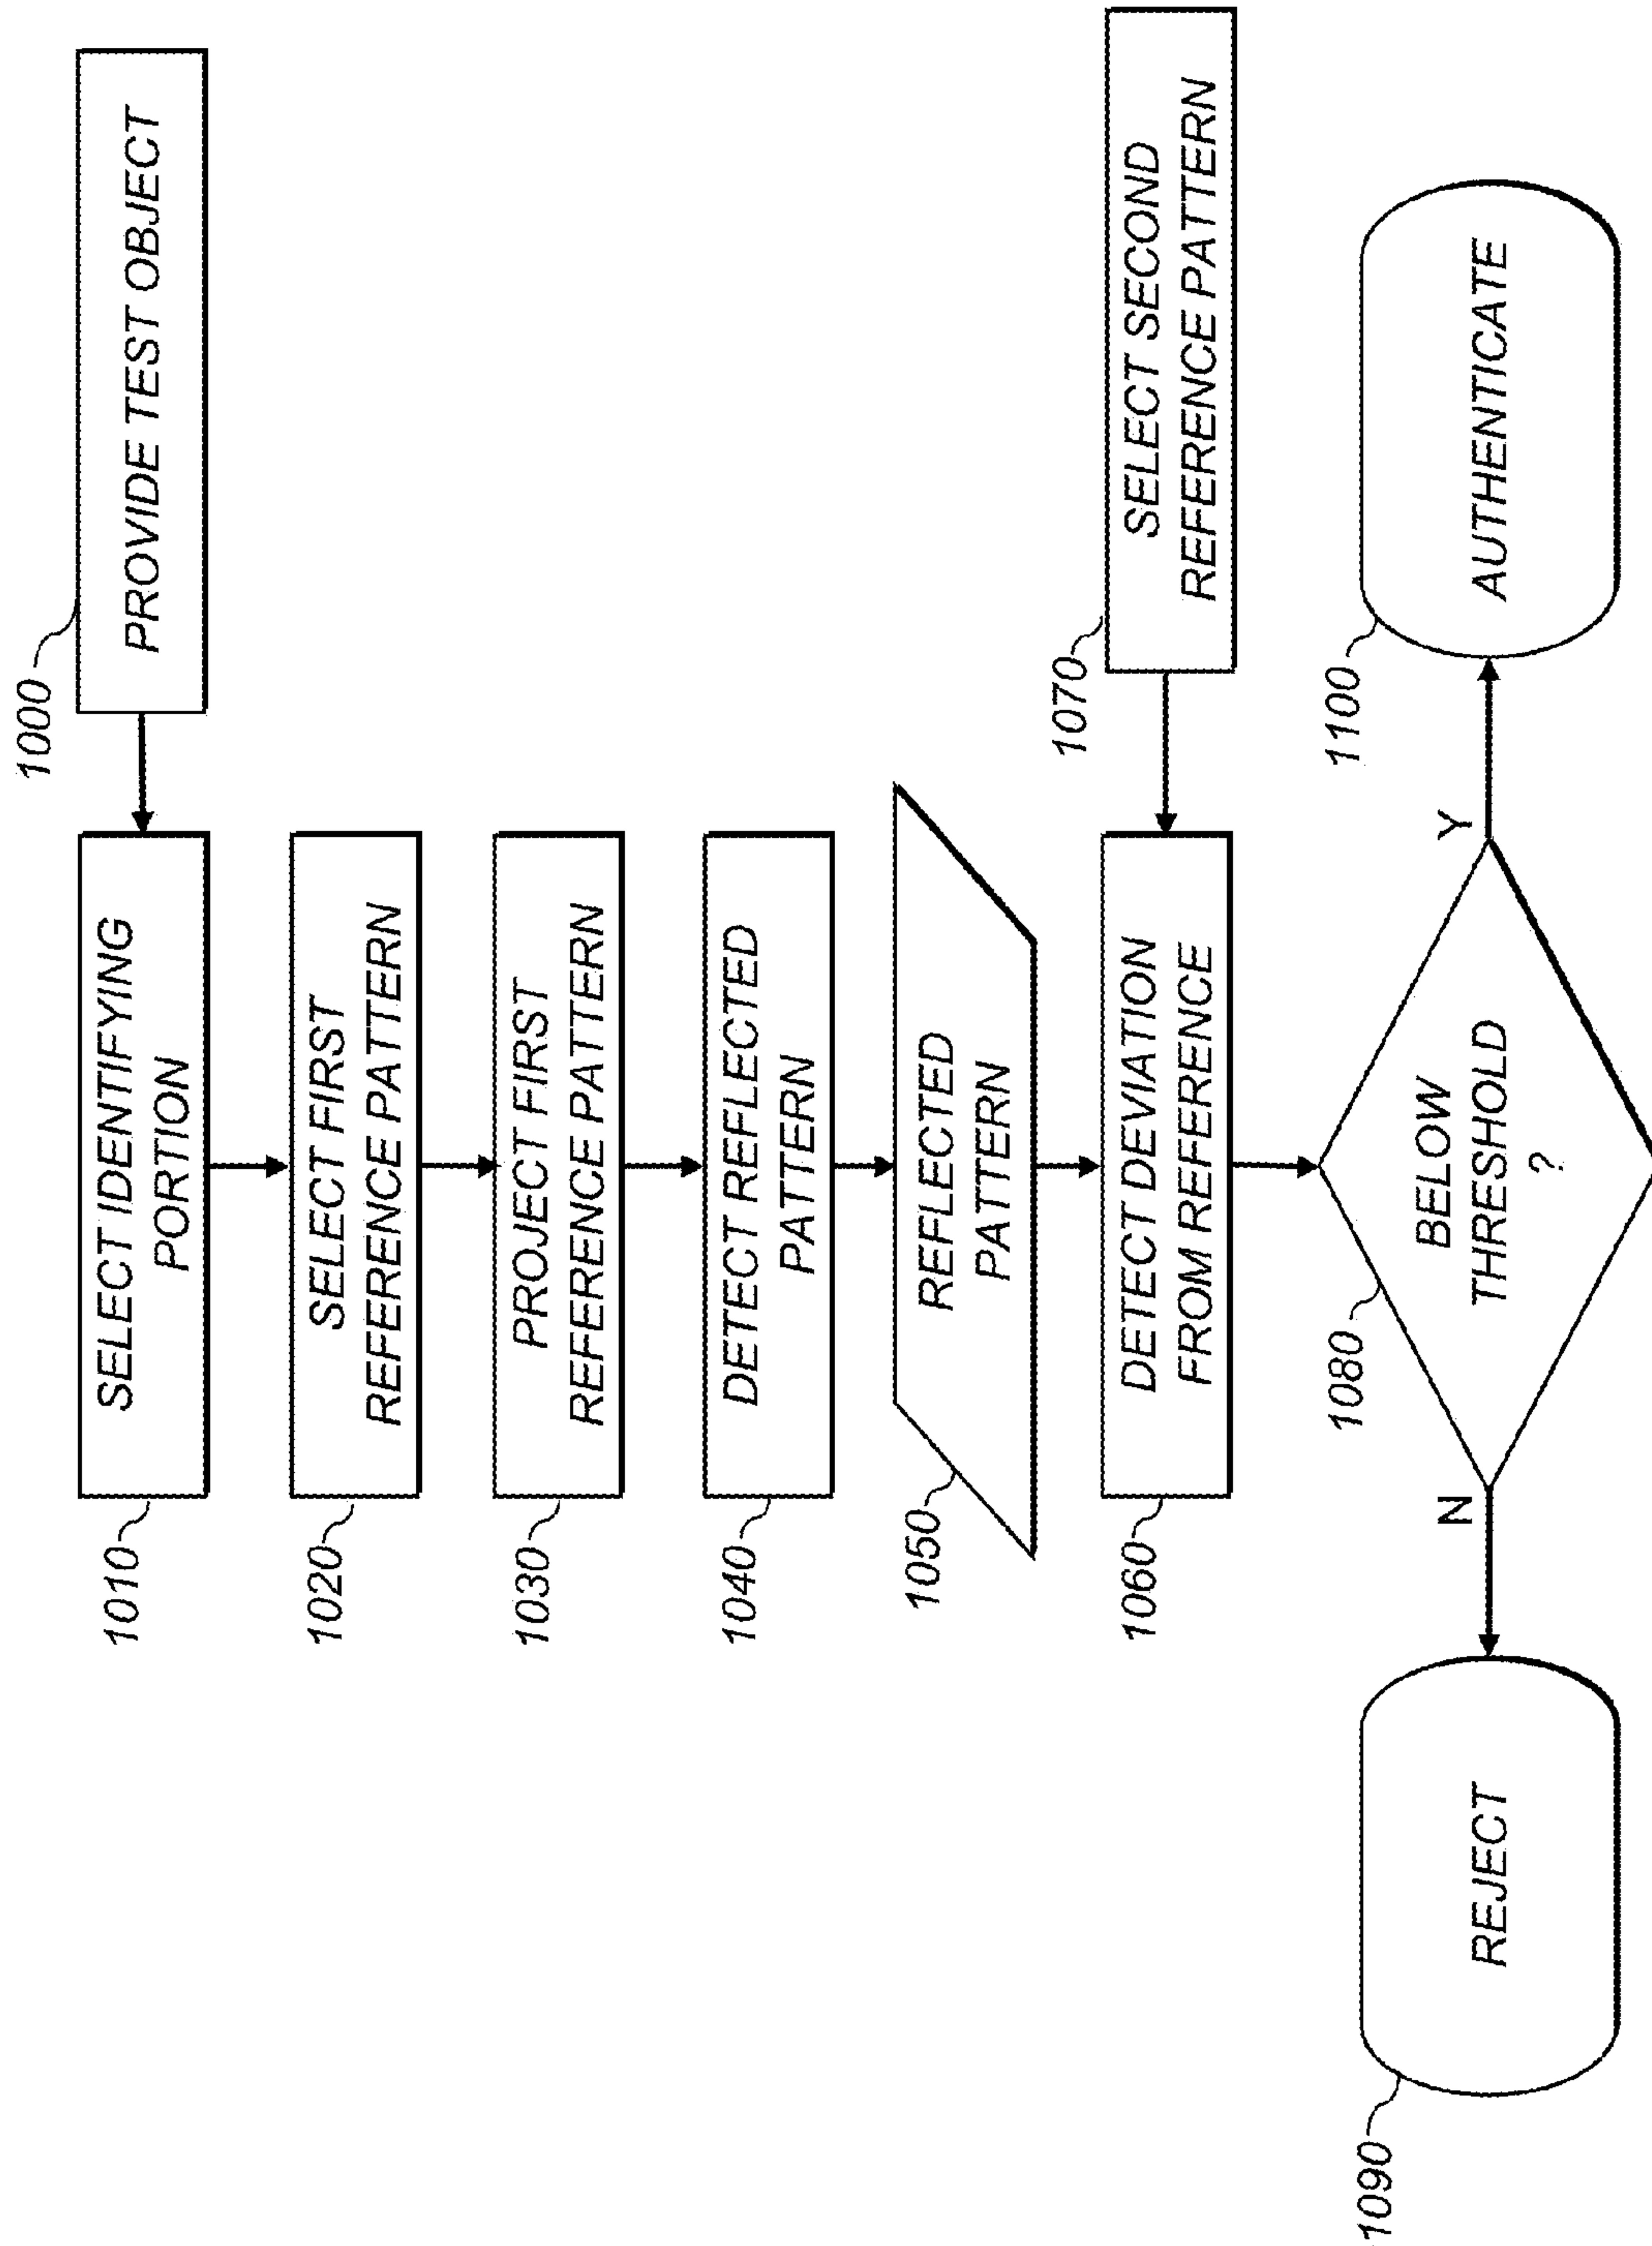 1000
PROVIDE TEST OBJECT
1010
SELECT IDENTIFYING
PORTION
1020
SELECT FIRST
REFERENCE PATTERN
1030
PROJECT FIRST
REFERENCE PATTERN
1040
DETECT REFLECTED
PATTERN
1050
REFLECTED
PATTERN
1060
DETECT DEVIATION
FROM REFERENCE
1070
SELECT SECOND
REFERENCE PATTERN
1080
BELOW
THRESHOLD
?
N
Y
1090
REJECT
1100
AUTHENTICATE